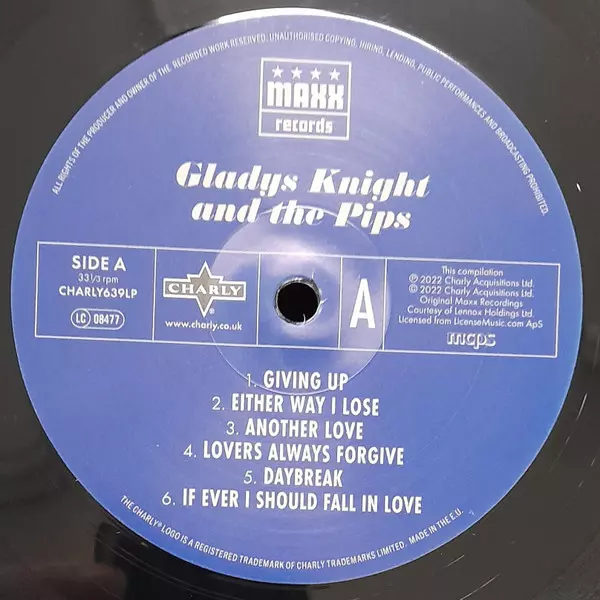 ALL RIGHTS OF THE PRODUCER AND OWNER OF THE RECORDED WORK RESERVED. UNAUTHORISED COPYING, HIRING, LENDING, PUBLIC PERFORMANCES AND BROADCASTING PROHIBITED.
★★★★
maxx
records
Gladys Knight
and the Pips
SIDE A
33 1/3 rpm
CHARLY639LP
LC 08477
CHARLY®
www.charly.co.uk
A
This compilation
℗ 2022 Charly Acquisitions Ltd.
© 2022 Charly Acquisitions Ltd.
Original Maxx Recordings
Courtesy of Lennox Holdings Ltd.
Licensed from LicenseMusic.com ApS
mcps
1. GIVING UP
2. EITHER WAY I LOSE
3. ANOTHER LOVE
4. LOVERS ALWAYS FORGIVE
5. DAYBREAK
6. IF EVER I SHOULD FALL IN LOVE
THE CHARLY® LOGO IS A REGISTERED TRADEMARK OF CHARLY TRADEMARKS LIMITED. MADE IN THE E.U.